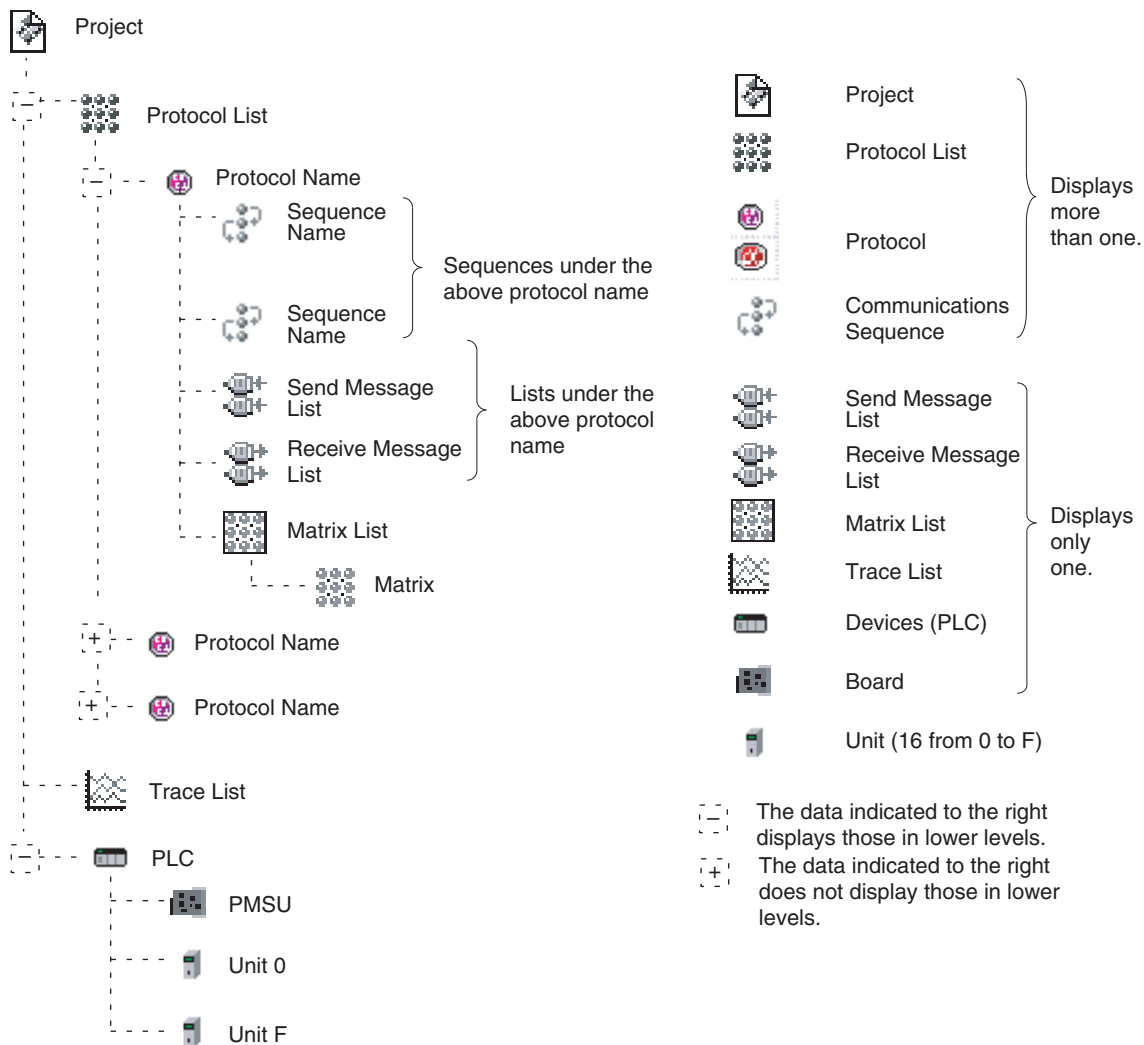 Project
Protocol List
Protocol Name
Sequence
Name
Sequence
Name
Sequences under the
above protocol name
Send Message
List
Receive Message
List
Lists under the
above protocol
name
Matrix List
Matrix
+
Protocol Name
+
Protocol Name
Trace List
PLC
PMSU
Unit 0
Unit F
Project
Protocol List
Protocol
Communications
Sequence
Displays
more
than one.
Send Message
List
Receive Message
List
Matrix List
Trace List
Devices (PLC)
Board
Displays
only
one.
Unit (16 from 0 to F)
−
The data indicated to the right
displays those in lower levels.
+
The data indicated to the right
does not display those in lower
levels.